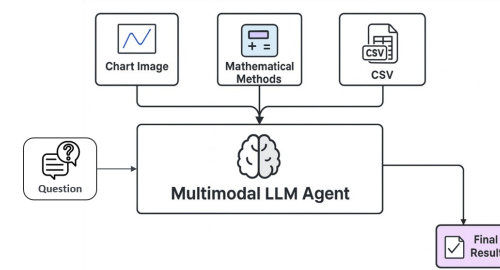 Chart Image
Mathematical
Methods
CSV
CSV
Question
Multimodal LLM Agent
Final
Result